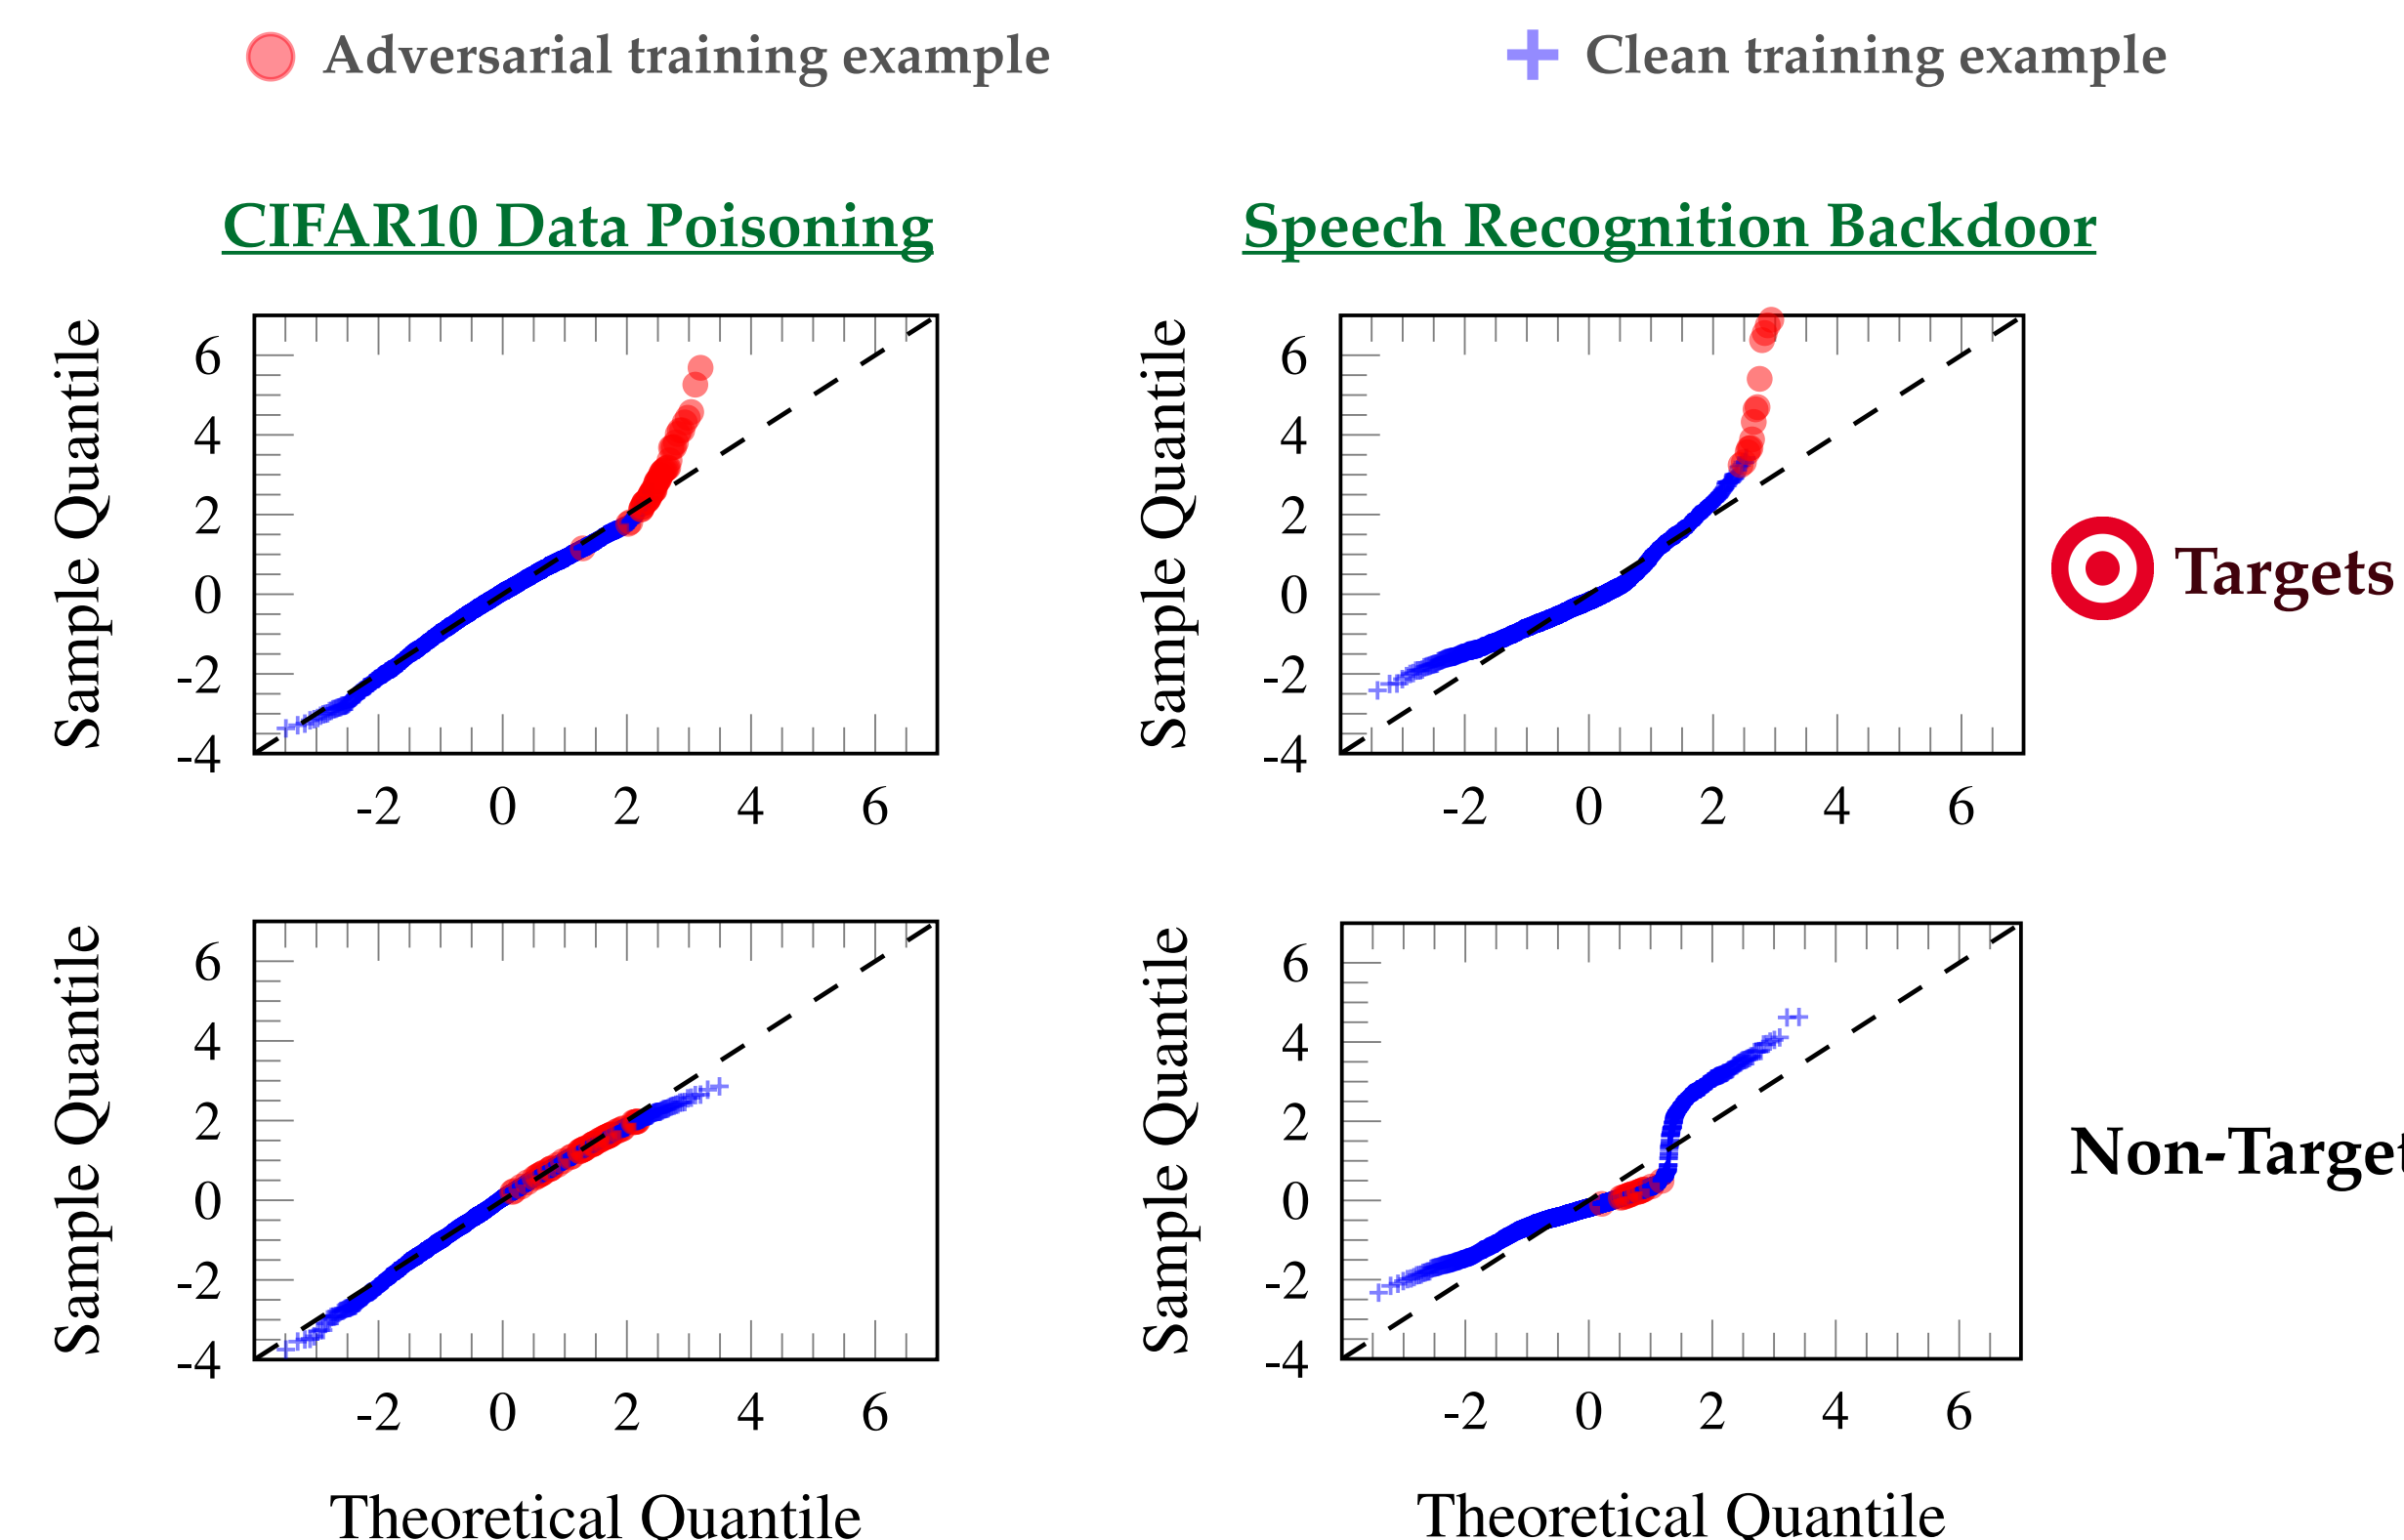 Adversarial training example
Clean training example
CIFAR10 Data Poisoning
Speech Recognition Backdoor
Sample Quantile
6
4
2
0
-2
-4
-2 0 2 4 6
Sample Quantile
6
4
2
0
-2
-4
-2 0 2 4 6
Targets
Sample Quantile
6
4
2
0
-2
-4
-2 0 2 4 6
Theoretical Quantile
Sample Quantile
6
4
2
0
-2
-4
-2 0 2 4 6
Theoretical Quantile
Non-Target